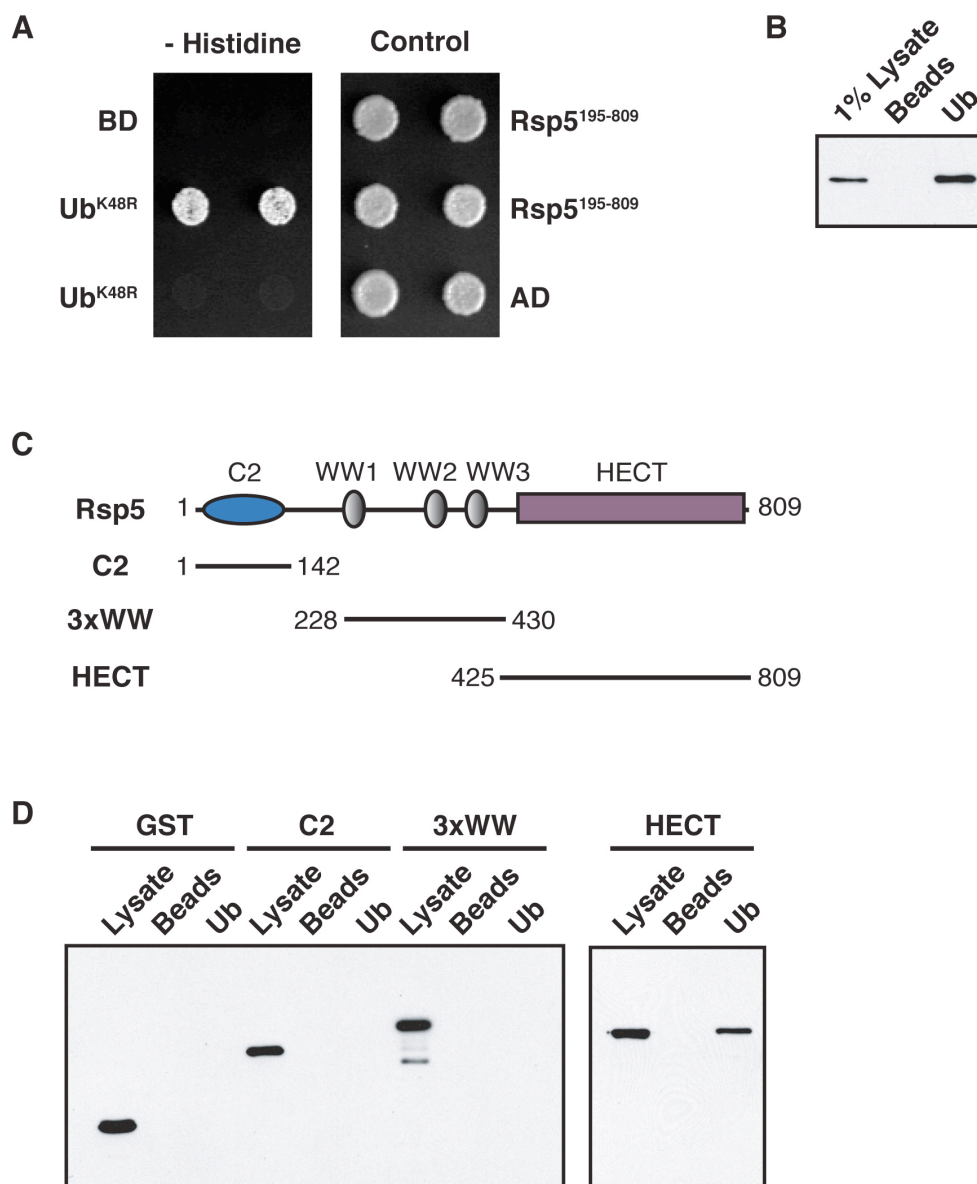 A
- Histidine
Control
BD
Rsp5195-809
UbK48R
Rsp5195-809
UbK48R
AD
B
1% Lysate
Beads
Ub
C
C2
WW1
WW2
WW3
HECT
Rsp5
1
809
C2
1
142
3xWW
228
430
HECT
425
809
D
GST
C2
3xWW
HECT
Lysate
Beads
Ub
Lysate
Beads
Ub
Lysate
Beads
Ub
Lysate
Beads
Ub